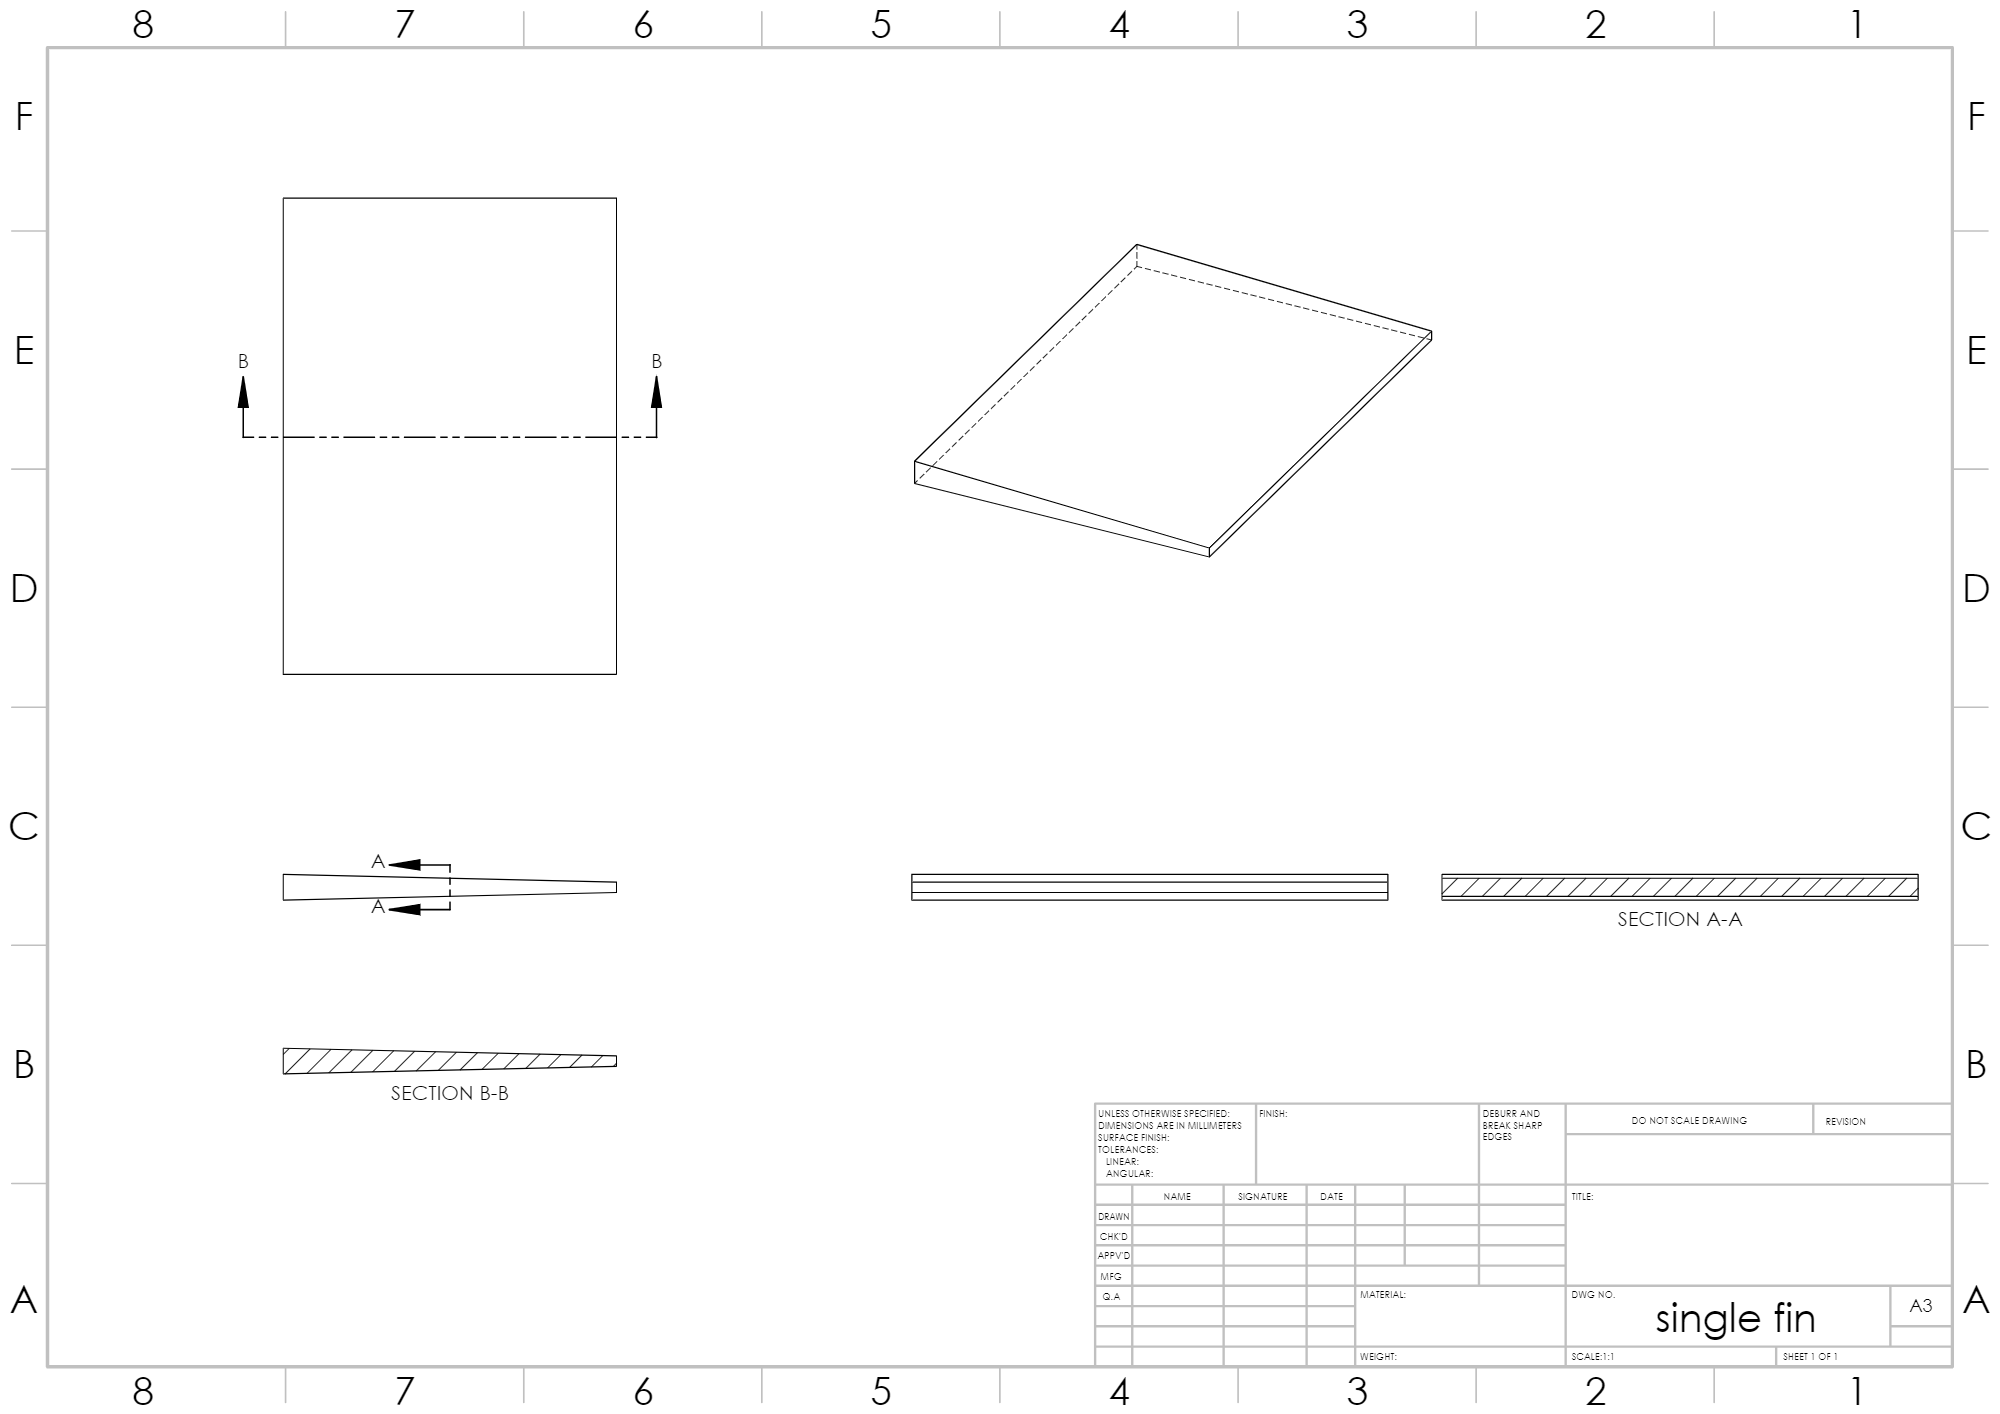 8 7 6 5 4 3 2 1
F F
E E
B B
D D
A
C C
A
SECTION A-A
B B
SECTION B-B
UNLESS OTHERWISE SPECIFIED:
DIMENSIONS ARE IN MILLIMETERS
SURFACE FINISH:
TOLERANCES:
LINEAR:
ANGULAR:
FINISH:
DEBURR AND
BREAK SHARP
EDGES
DO NOT SCALE DRAWING
REVISION
NAME SIGNATURE DATE
DRAWN
CHK'D
APPV'D
MFG
Q.A
TITLE:
MATERIAL:
DWG NO.
single fin
A3
WEIGHT:
SCALE:1:1
SHEET 1 OF 1
A A
8 7 6 5 4 3 2 1